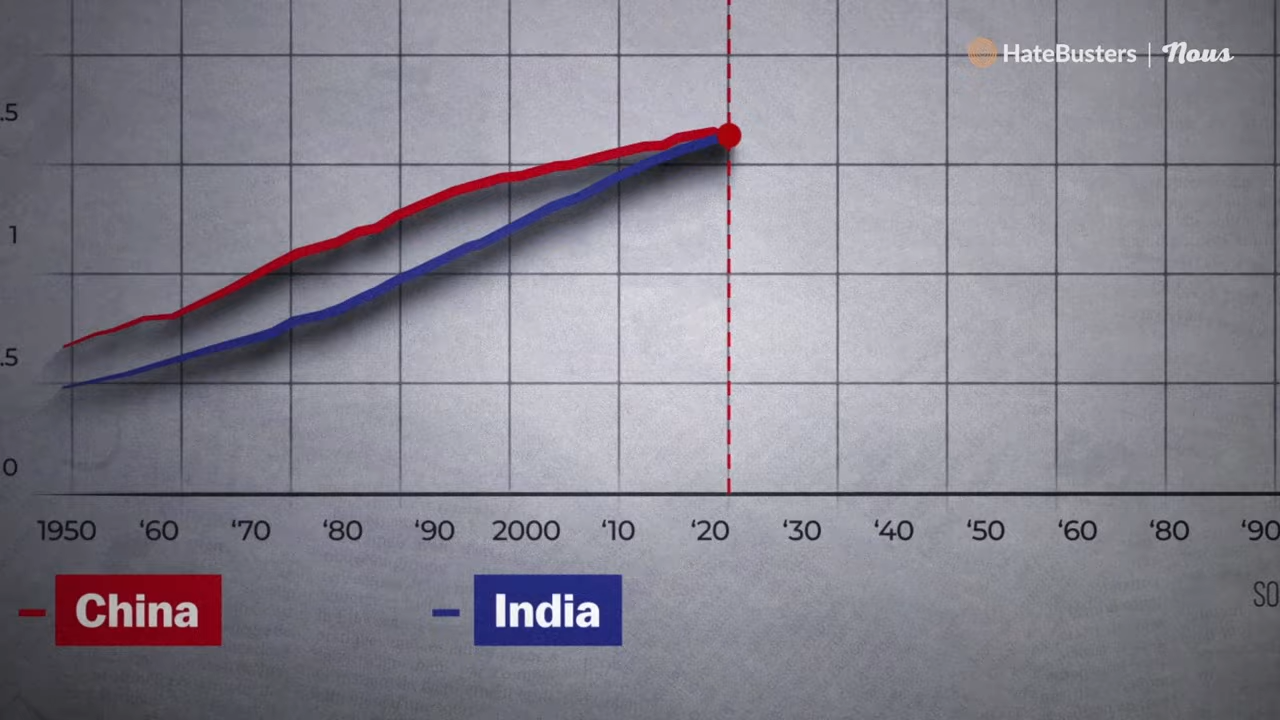 HateBusters | Nous
.5
1
.5
0
1950 ‘60 ‘70 ‘80 ‘90 2000 ‘10 ‘20 ‘30 ‘40 ‘50 ‘60 ‘80 ‘90
China
India
SO